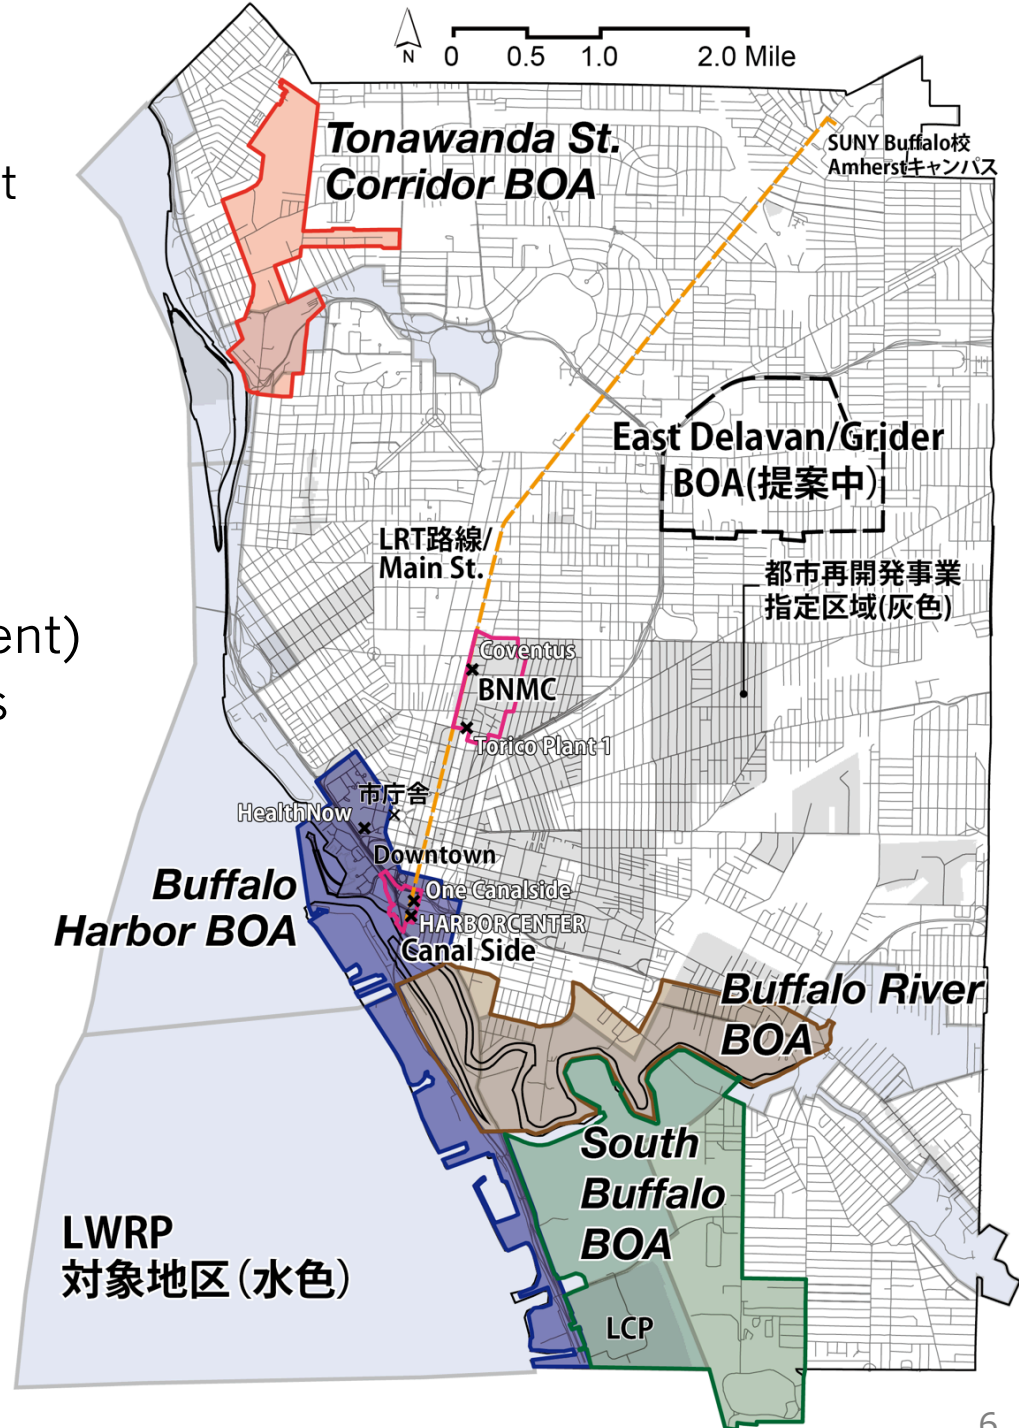 N
0 0.5 1.0 2.0 Mile
t
Tonawanda St.
Corridor BOA
SUNY Buffalo校
Amherstキャンパス
East Delavan/Grider
BOA(提案中)
LRT路線/
Main St.
都市再開発事業
指定区域(灰色)
ent)
s
Coventus
BNMC
Torico Plant 1
市庁舎
HealthNow
Downtown
Buffalo
Harbor BOA
One Canalside
HARBORCENTER
Canal Side
Buffalo River
BOA
South
Buffalo
BOA
LWRP
対象地区(水色)
LCP
6